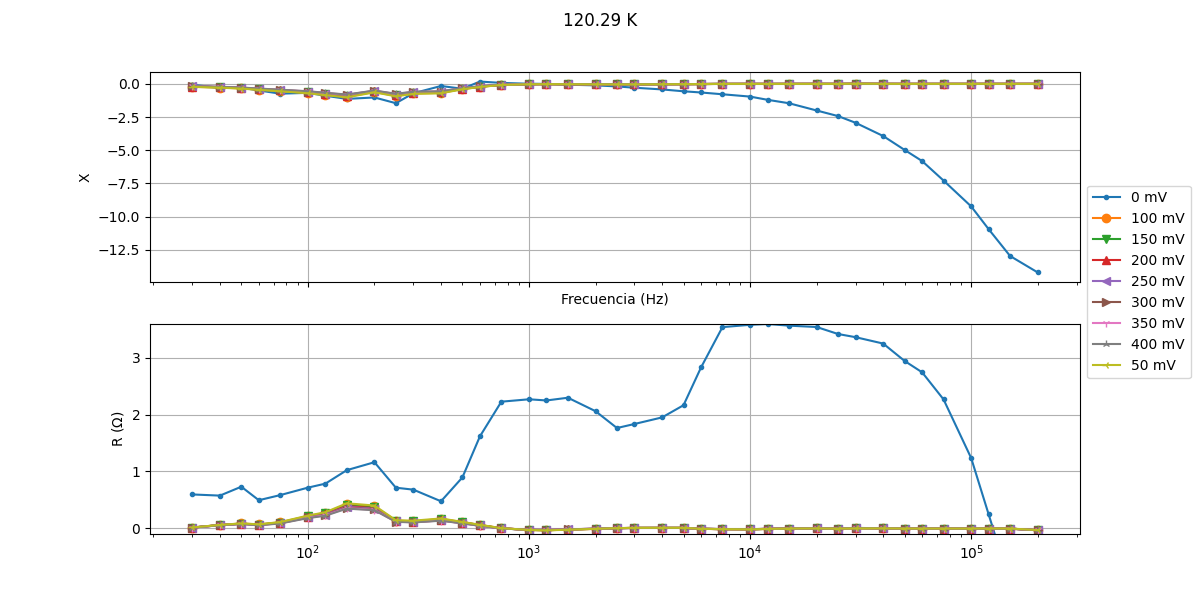 120.29 K
0.0
−2.5
−5.0
−7.5
−10.0
−12.5
X
Frecuencia (Hz)
0 mV
100 mV
150 mV
200 mV
250 mV
300 mV
350 mV
400 mV
50 mV
3
2
1
0
R (Ω)
10² 10³ 10⁴ 10⁵